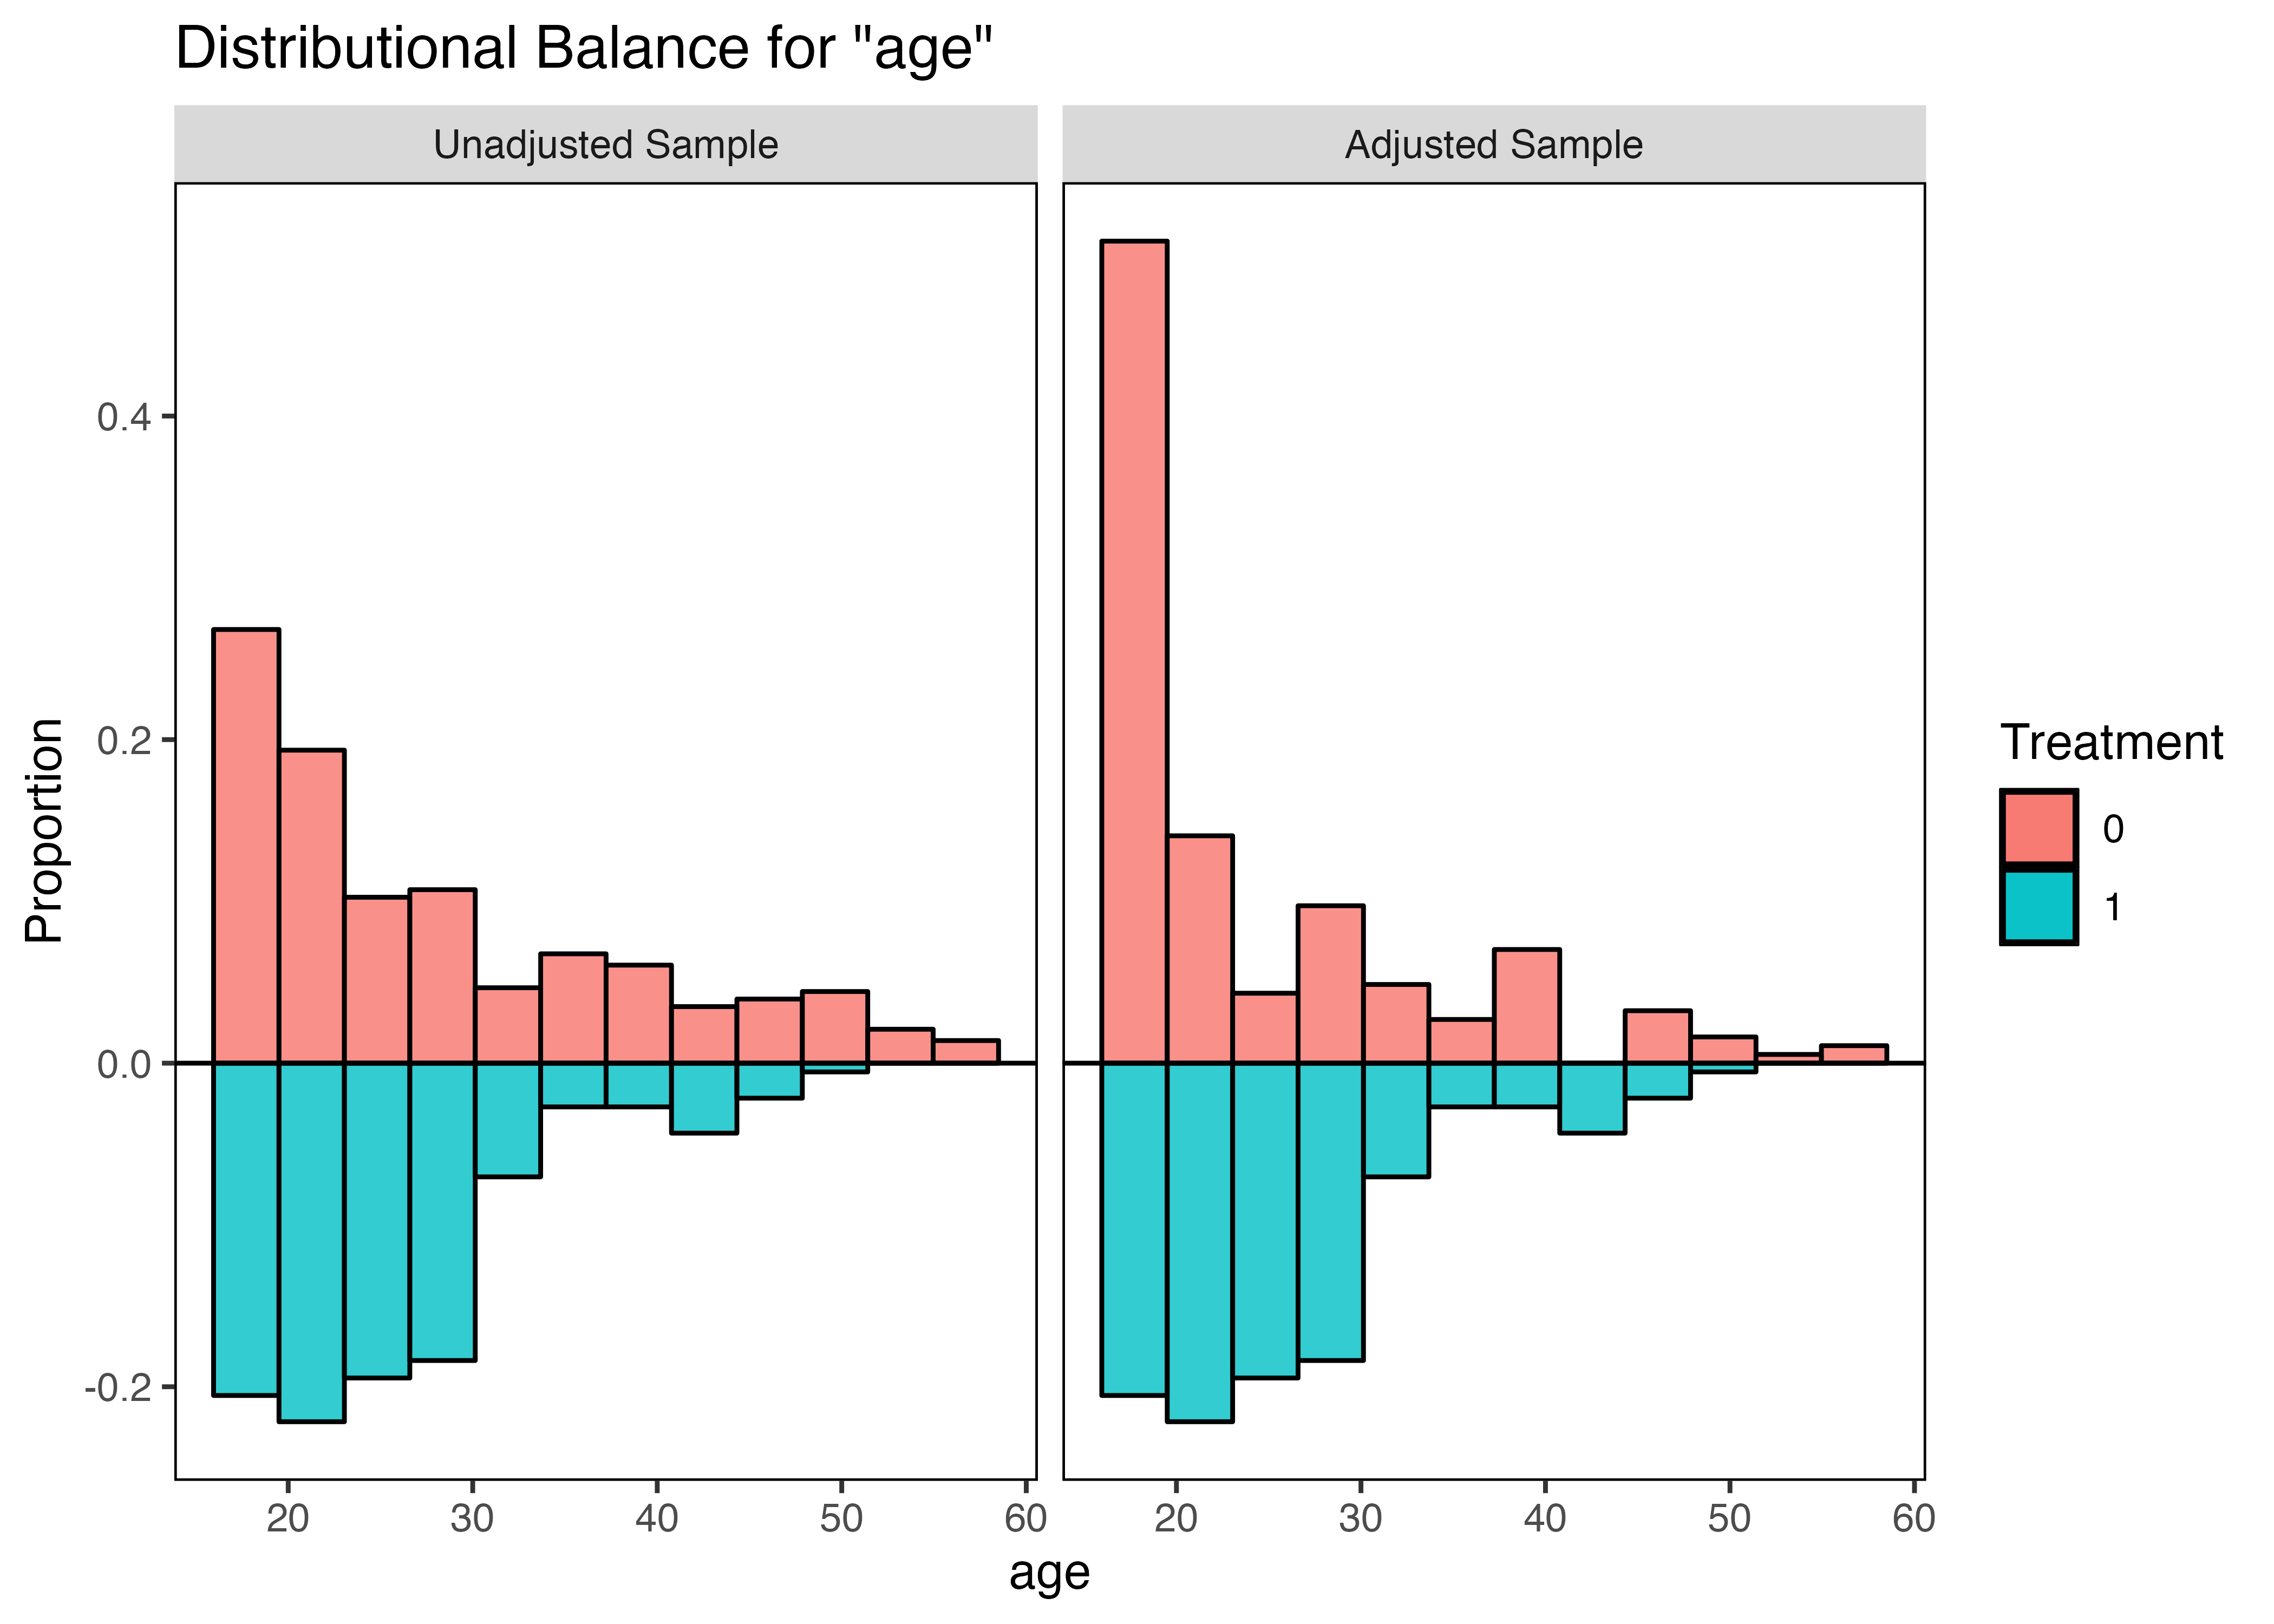 Distributional Balance for "age"
Unadjusted Sample
Adjusted Sample
0.4
0.2
0.0
-0.2
Proportion
20 30 40 50 60
20 30 40 50 60
age
Treatment
0
1